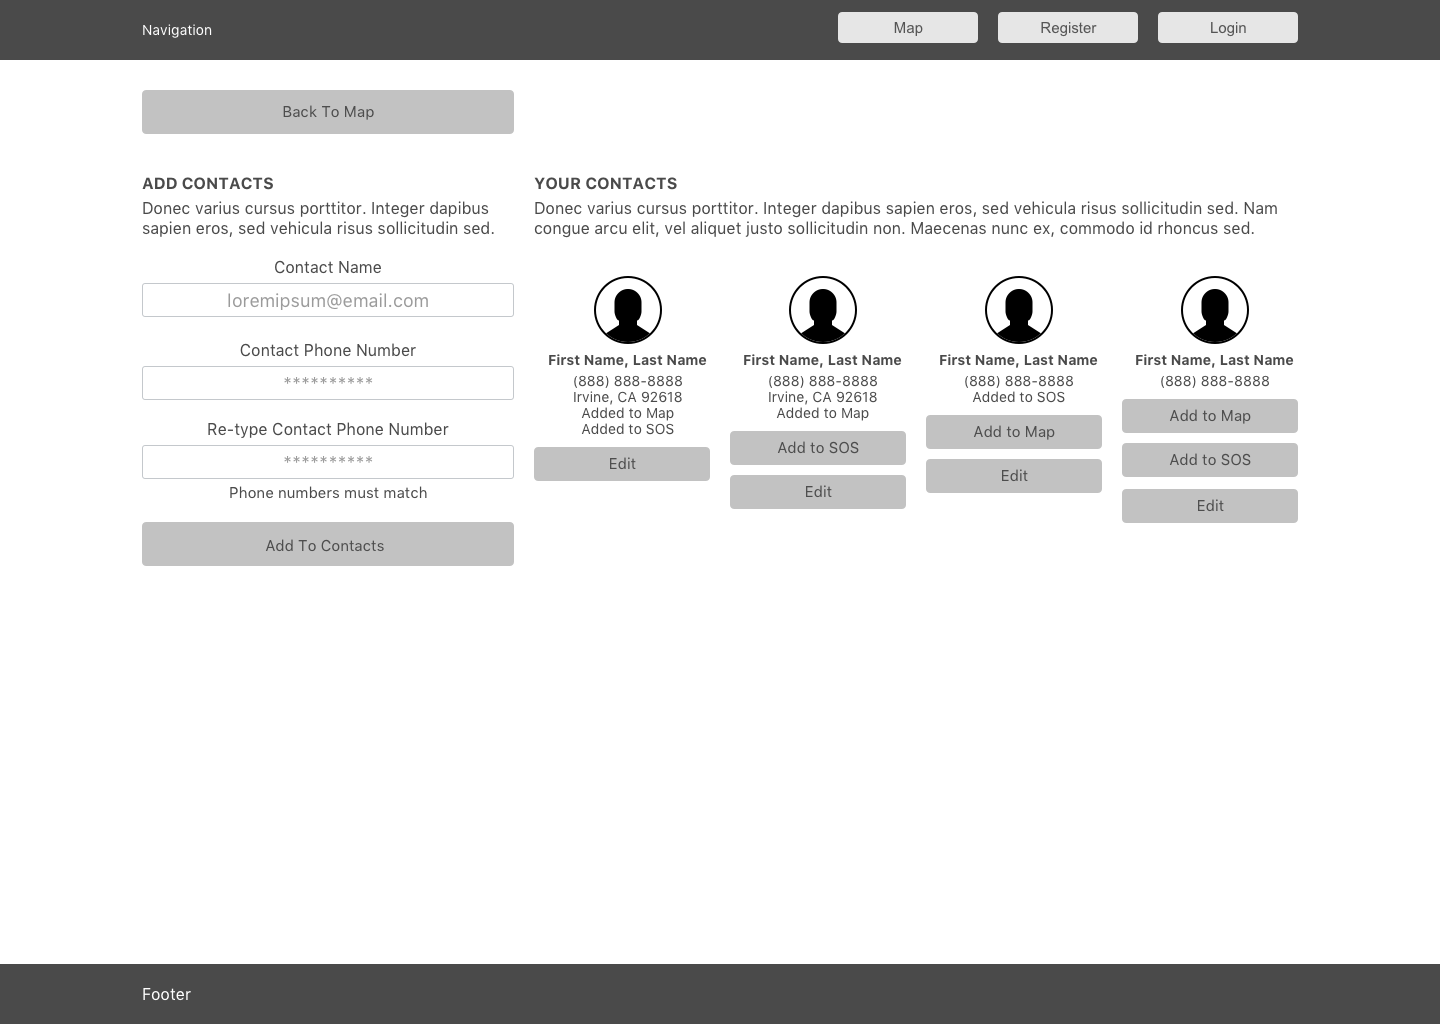 Navigation
Map
Register
Login
Back To Map
ADD CONTACTS
Donec varius cursus porttitor. Integer dapibus
sapien eros, sed vehicula risus sollicitudin sed.
Contact Name
loremipsum@email.com
Contact Phone Number
**********
Re-type Contact Phone Number
**********
Phone numbers must match
Add To Contacts
YOUR CONTACTS
Donec varius cursus porttitor. Integer dapibus sapien eros, sed vehicula risus sollicitudin sed. Nam
congue arcu elit, vel aliquet justo sollicitudin non. Maecenas nunc ex, commodo id rhoncus sed.
First Name, Last Name
(888) 888-8888
Irvine, CA 92618
Added to Map
Added to SOS
Edit
First Name, Last Name
(888) 888-8888
Irvine, CA 92618
Added to Map
Add to SOS
Edit
First Name, Last Name
(888) 888-8888
Added to SOS
Add to Map
Edit
First Name, Last Name
(888) 888-8888
Add to Map
Add to SOS
Edit
Footer